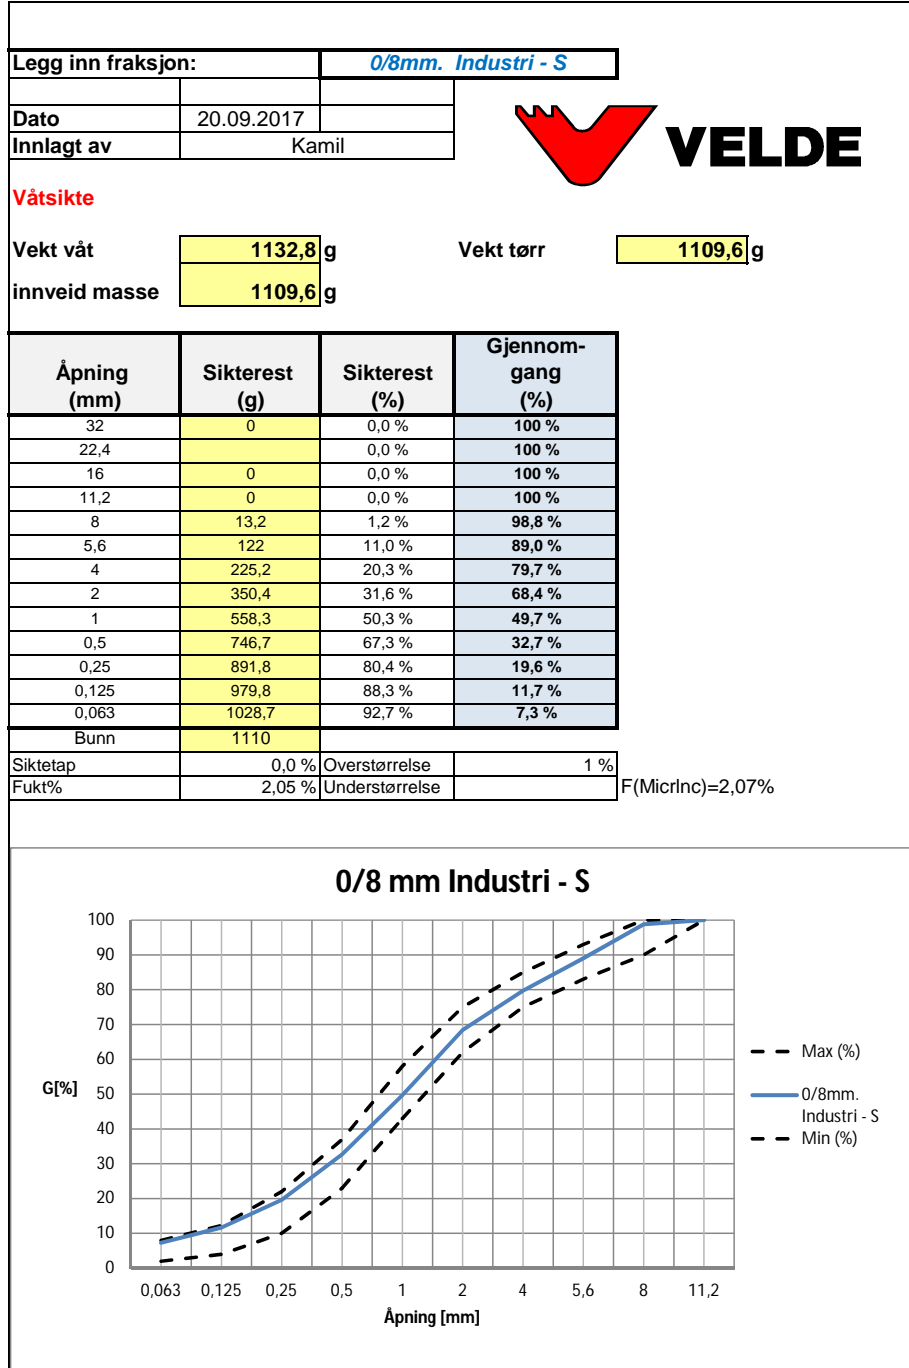 Legg inn fraksjon: 0/8mm. Industri - S
Dato 20.09.2017
Innlagt av Kamil
VELDE
Våtsikte
Vekt våt 1132,8 g Vekt tørr 1109,6 g
innveid masse 1109,6 g
Åpning (mm) Sikterest (g) Sikterest (%) Gjennom-gang (%)
32 0 0,0 % 100 %
22,4 0,0 % 100 %
16 0 0,0 % 100 %
11,2 0 0,0 % 100 %
8 13,2 1,2 % 98,8 %
5,6 122 11,0 % 89,0 %
4 225,2 20,3 % 79,7 %
2 350,4 31,6 % 68,4 %
1 558,3 50,3 % 49,7 %
0,5 746,7 67,3 % 32,7 %
0,25 891,8 80,4 % 19,6 %
0,125 979,8 88,3 % 11,7 %
0,063 1028,7 92,7 % 7,3 %
Bunn 1110
Siktetap 0,0 % Overstørrelse 1 %
Fukt% 2,05 % Understørrelse F(MicrInc)=2,07%
0/8 mm Industri - S
100
90
80
70
60
50
40
30
20
10
0
G[%]
0,063 0,125 0,25 0,5 1 2 4 5,6 8 11,2
Åpning [mm]
Max (%)
0/8mm.
Industri - S
Min (%)